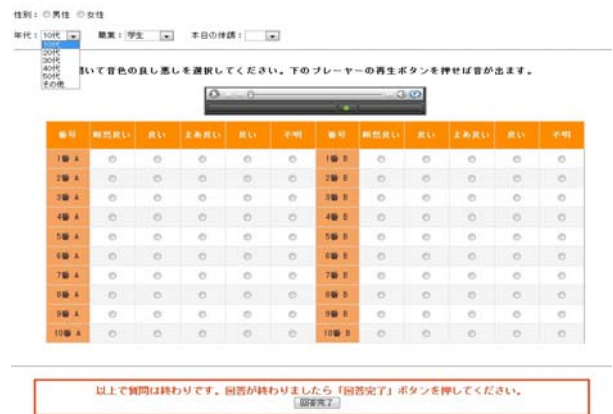 性別： 男性 女性
年代： 10代 職業： 学生 本日の体調：
10代
20代
30代
40代
50代
その他
いて音色の良し悪しを選択してください。下のプレーヤーの再生ボタンを押せば音が出ます。
番号 断然良い 良い まあ良い 良い 不明 番号 断然良い 良い まあ良い 良い 不明
1番 A 1番 B
2番 A 2番 B
3番 A 3番 B
4番 A 4番 B
5番 A 5番 B
6番 A 6番 B
7番 A 7番 B
8番 A 8番 B
9番 A 9番 B
10番 A 10番 B
以上で質問は終わりです。回答が終わりましたら「回答完了」ボタンを押してください。
回答完了